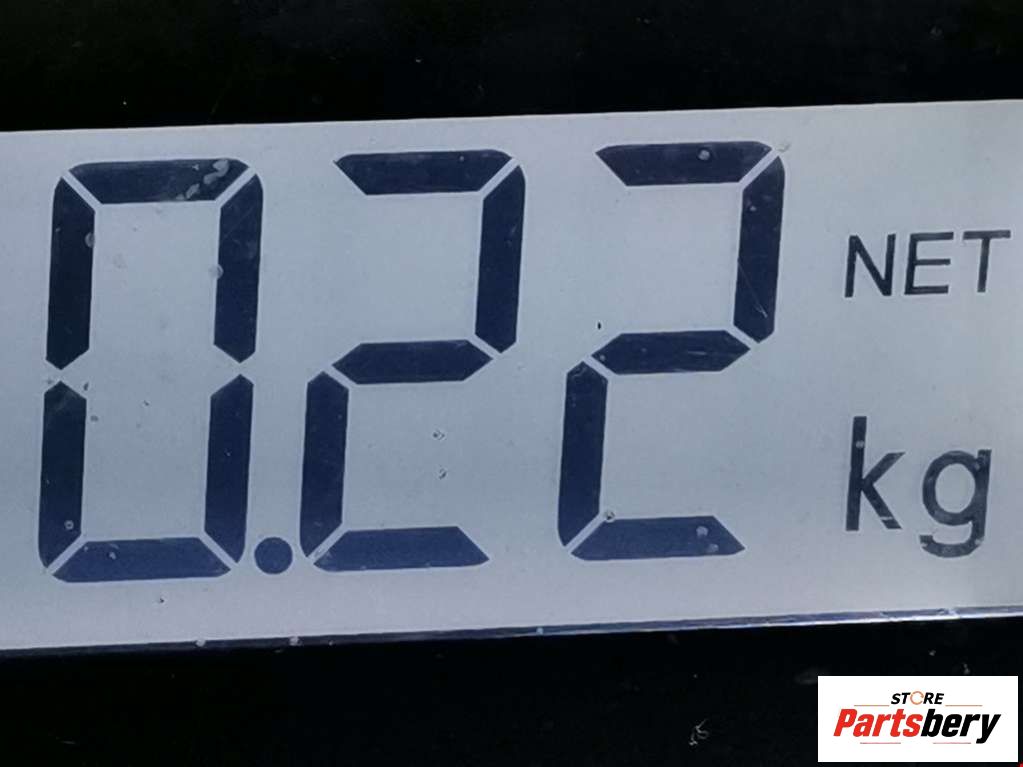 0.22 NET
kg
STORE
Partsbery